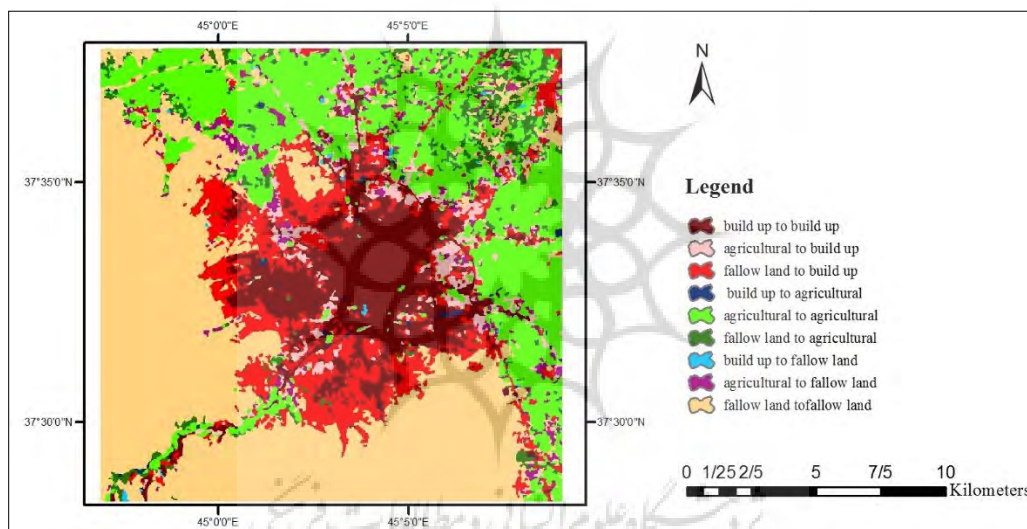 45°0'0"E
45°5'0"E
N
37°35'0"N
37°35'0"N
Legend
build up to build up
agricultural to build up
fallow land to build up
build up to agricultural
agricultural to agricultural
fallow land to agricultural
build up to fallow land
agricultural to fallow land
fallow land tofallow land
37°30'0"N
37°30'0"N
0 1/25 2/5 5 7/5 10
Kilometers
45°0'0"E
45°5'0"E